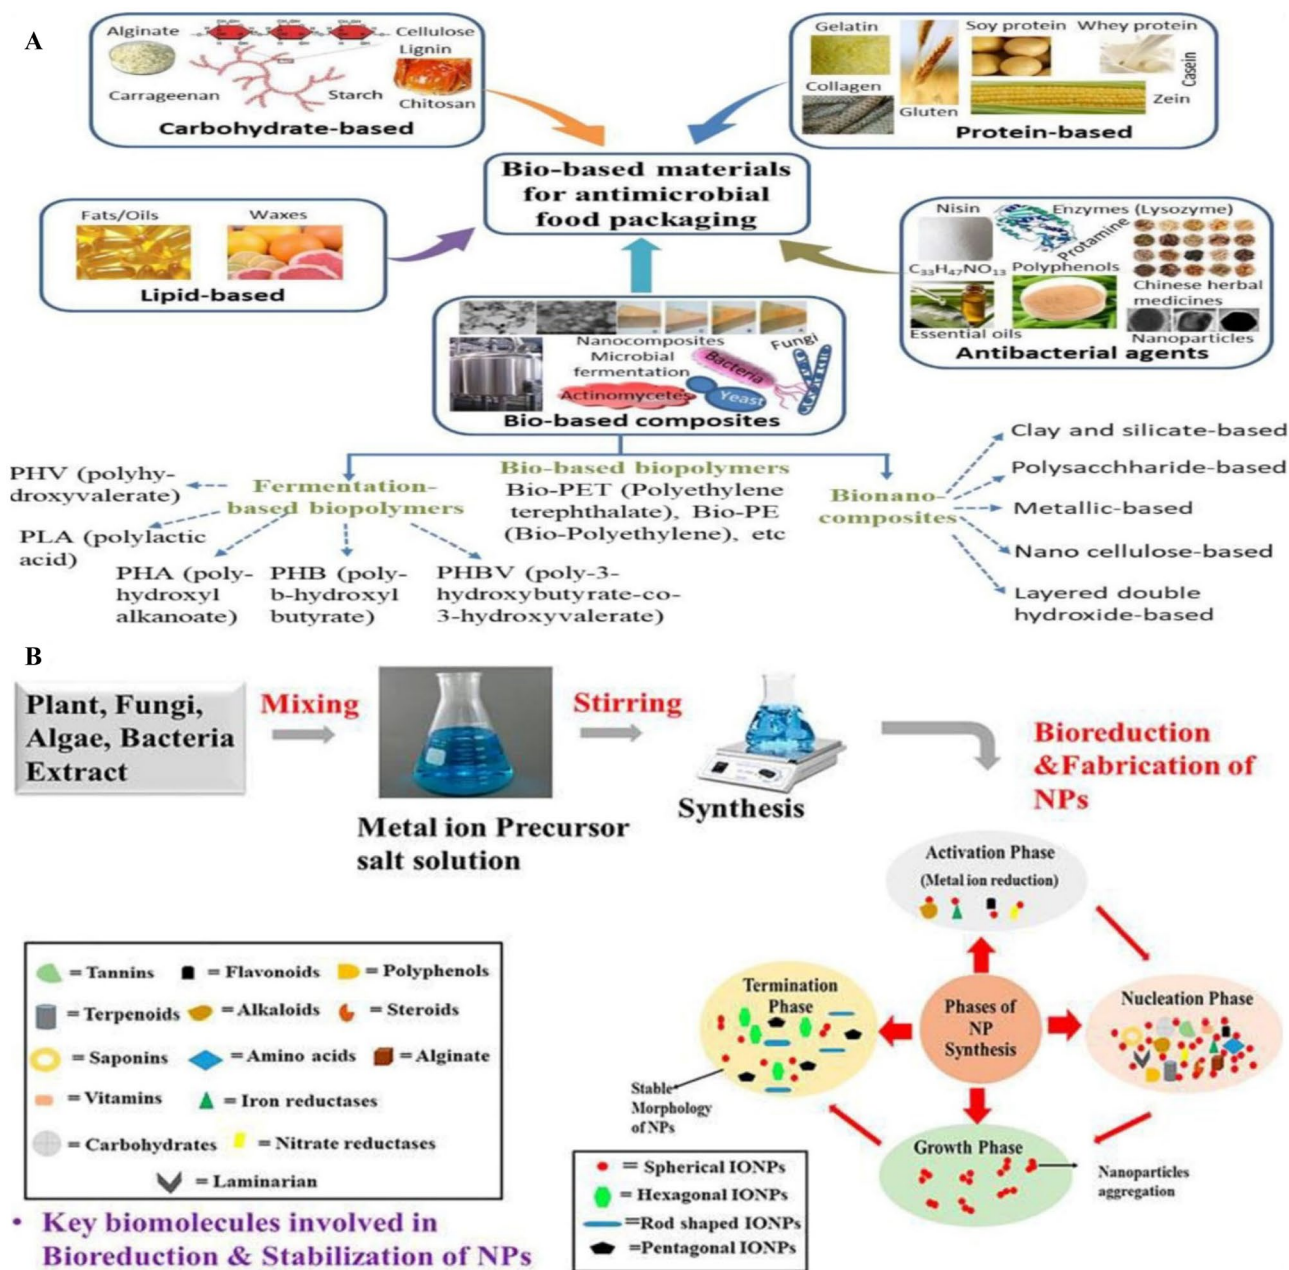 A
Alginate
Cellulose
Lignin
Carrageenan
Starch
Chitosan
Carbohydrate-based
Gelatin
Soy protein
Whey protein
Casein
Collagen
Gluten
Zein
Protein-based
Bio-based materials
for antimicrobial
food packaging
Fats/Oils
Waxes
Lipid-based
Nisin
Enzymes (Lysozyme)
Protamine
C₃₃H₄₇NO₁₃
Polyphenols
Chinese herbal
medicines
Essential oils
Nanoparticles
Antibacterial agents
Nanocomposites
Microbial
fermentation
Bacteria
Fungi
Actinomycetes
Yeast
Bio-based composites
PHV (polyhy-
droxyvalerate)
PLA (polylactic
acid)
Fermentation-
based biopolymers
PHA (poly-
hydroxyl
alkanoate)
PHB (poly-
b-hydroxyl
butyrate)
PHBV (poly-3-
hydroxybutyrate-co-
3-hydroxyvalerate)
Bio-based biopolymers
Bio-PET (Polyethylene
terephthalate), Bio-PE
(Bio-Polyethylene), etc
Bionano-
composites
Clay and silicate-based
Polysacchharide-based
Metallic-based
Nano cellulose-based
Layered double
hydroxide-based
B
Plant, Fungi,
Algae, Bacteria
Extract
Mixing
Metal ion Precursor
salt solution
Stirring
Synthesis
Bioreduction
&Fabrication of
NPs
Activation Phase
(Metal ion reduction)
Termination
Phase
Phases of
NP
Synthesis
Nucleation Phase
Stable
Morphology
of NPs
Growth Phase
Nanoparticles
aggregation
= Tannins
= Flavonoids
= Polyphenols
= Terpenoids
= Alkaloids
= Steroids
= Saponins
= Amino acids
= Alginate
= Vitamins
= Iron reductases
= Carbohydrates
= Nitrate reductases
= Laminarian
• Key biomolecules involved in
Bioreduction & Stabilization of NPs
= Spherical IONPs
= Hexagonal IONPs
=Rod shaped IONPs
=Pentagonal IONPs